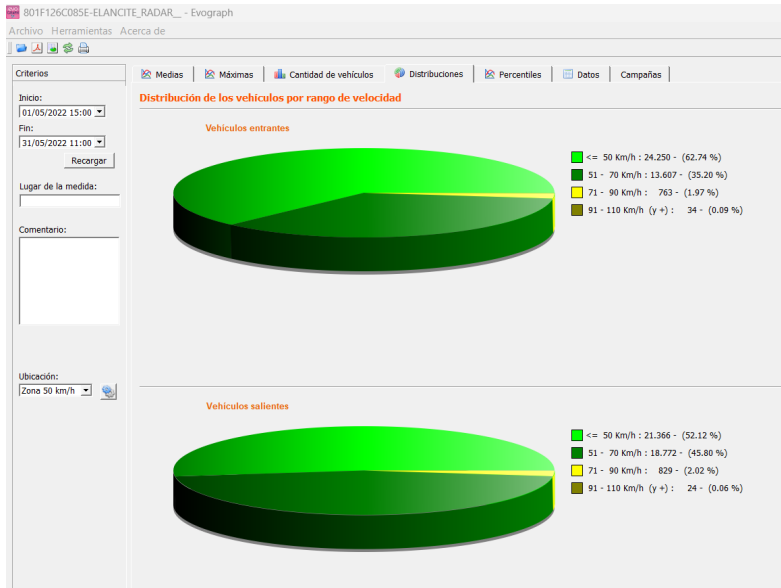 801F126C085E-ELANCITE_RADAR__ - Evograph
Archivo Herramientas Acerca de
Criterios
Medias Máximas Cantidad de vehículos Distribuciones Percentiles Datos Campañas
Inicio:
01/05/2022 15:00
Fin:
31/05/2022 11:00
Recargar
Lugar de la medida:
Comentario:
Ubicación:
Zona 50 km/h
Distribución de los vehículos por rango de velocidad
Vehículos entrantes
<= 50 Km/h : 24.250 - (62.74 %)
51 - 70 Km/h : 13.607 - (35.20 %)
71 - 90 Km/h : 763 - (1.97 %)
91 - 110 Km/h (y +) : 34 - (0.09 %)
Vehículos salientes
<= 50 Km/h : 21.366 - (52.12 %)
51 - 70 Km/h : 18.772 - (45.80 %)
71 - 90 Km/h : 829 - (2.02 %)
91 - 110 Km/h (y +) : 24 - (0.06 %)